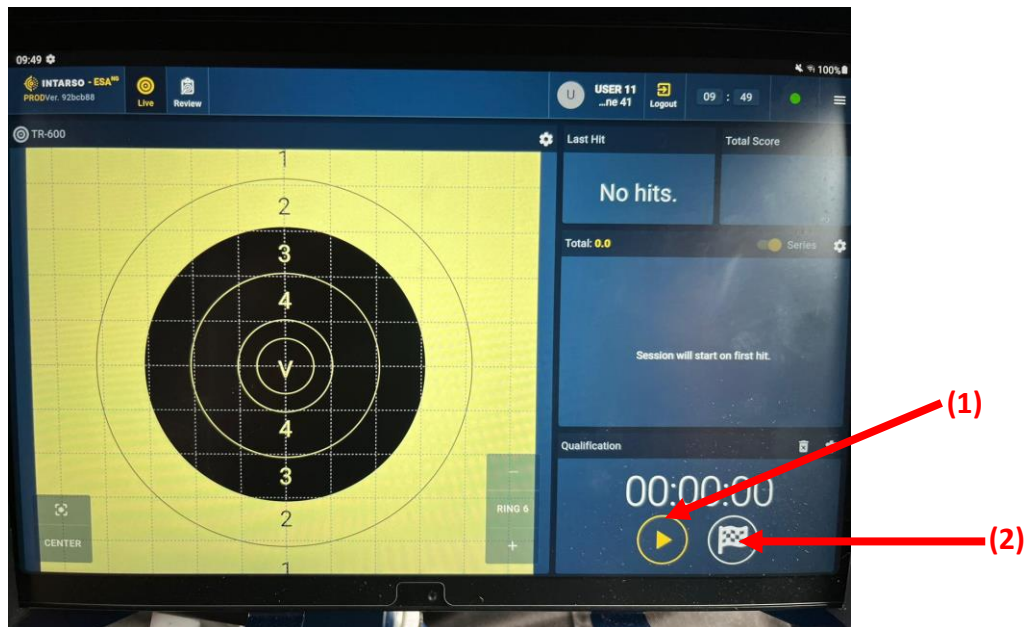 09:49
100%
INTARSO - ESA NG
PRODVer. 92bcb88
Live
Review
U
USER 11
...ne 41
Logout
09 : 49
TR-600
Last Hit
Total Score
No hits.
Total: 0.0
Series
Session will start on first hit.
Qualification
00:00:00
1
2
3
4
V
4
3
2
1
CENTER
−
RING 6
+
(1)
(2)